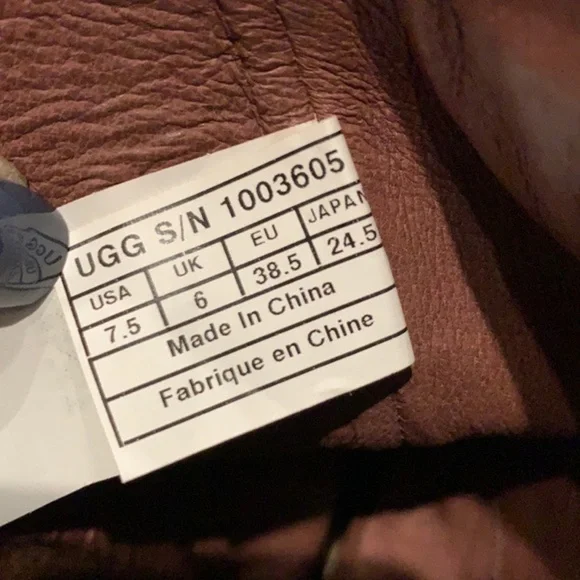 UGG S/N 1003605
USA UK EU JAPAN
7.5 6 38.5 24.5
Made In China
Fabrique en Chine